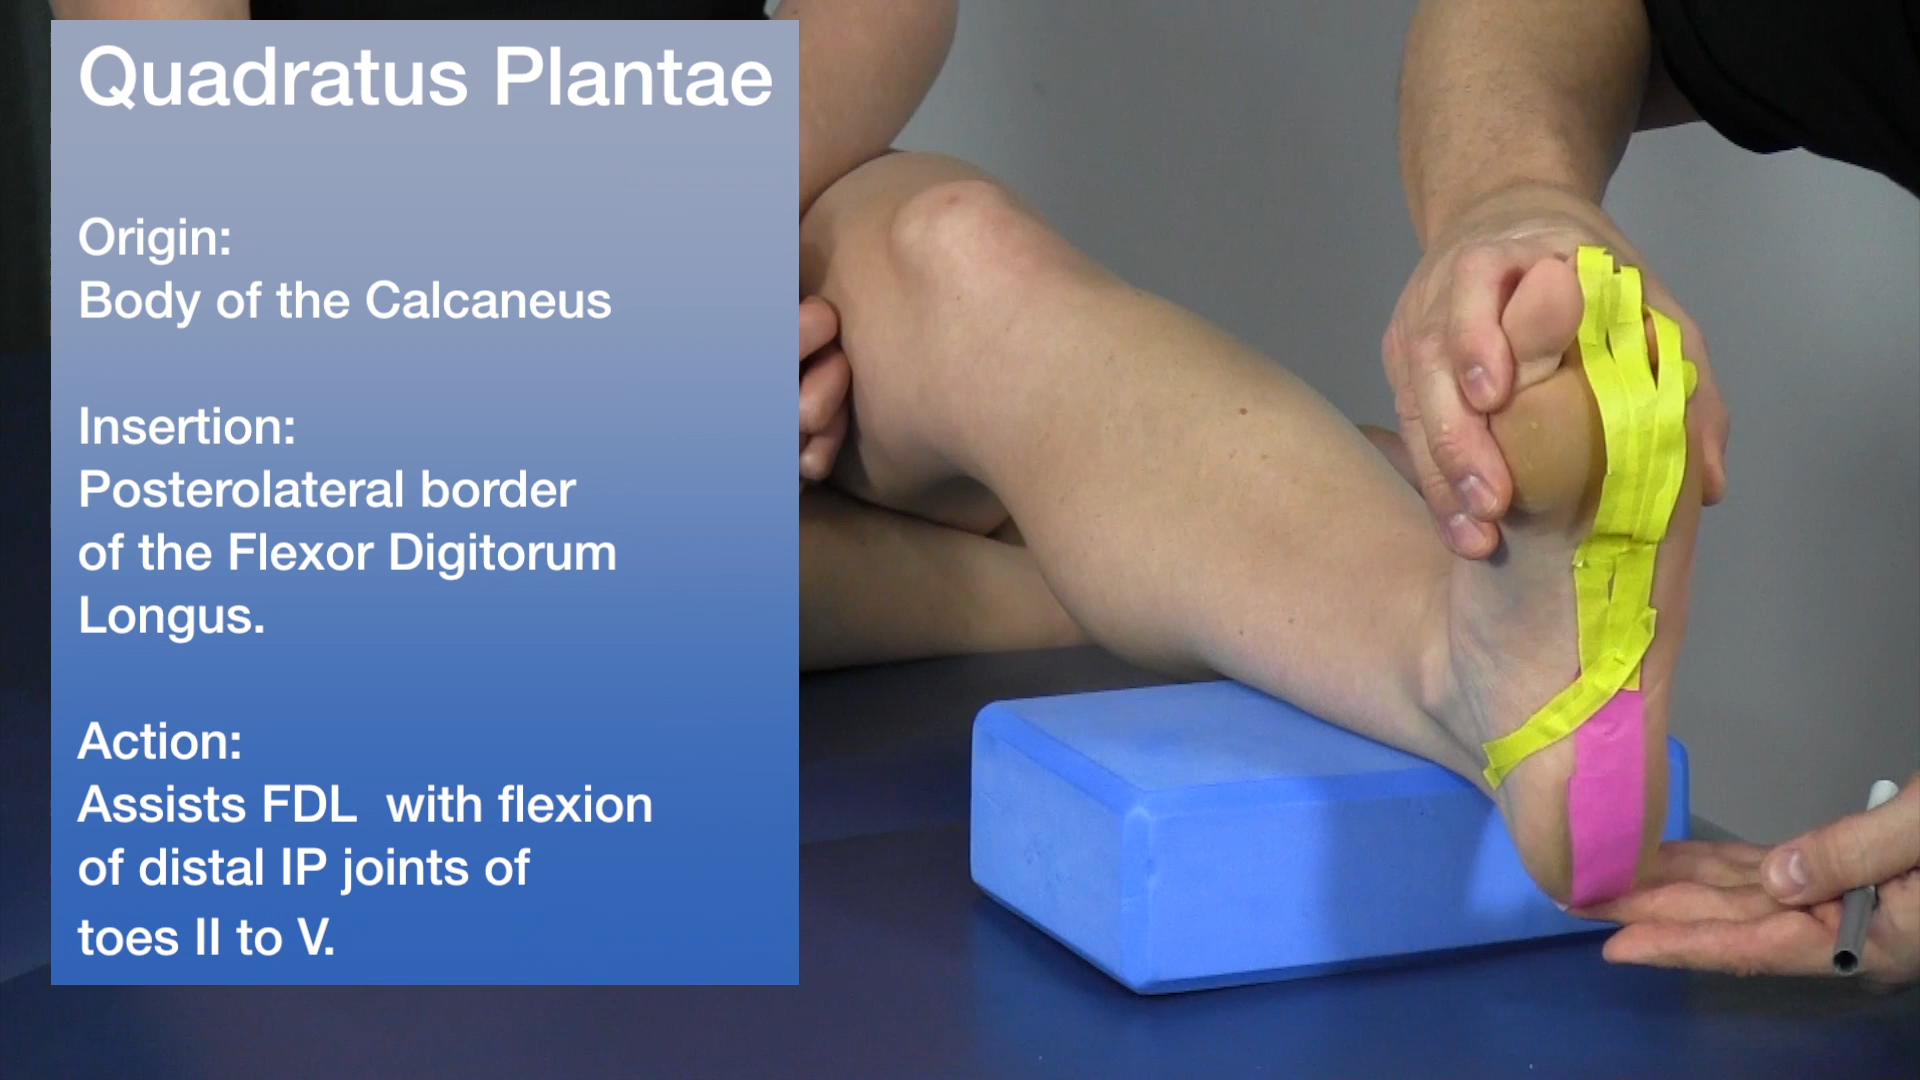 Quadratus Plantae
Origin:
Body of the Calcaneus
Insertion:
Posterolateral border
of the Flexor Digitorum
Longus.
Action:
Assists FDL  with flexion
of distal IP joints of
toes II to V.